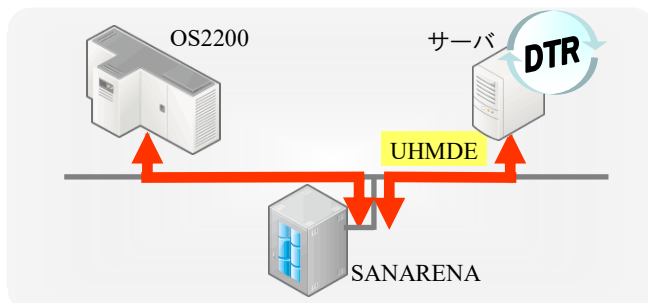 OS2200
サーバ
DTR
UHMDE
SANARENA